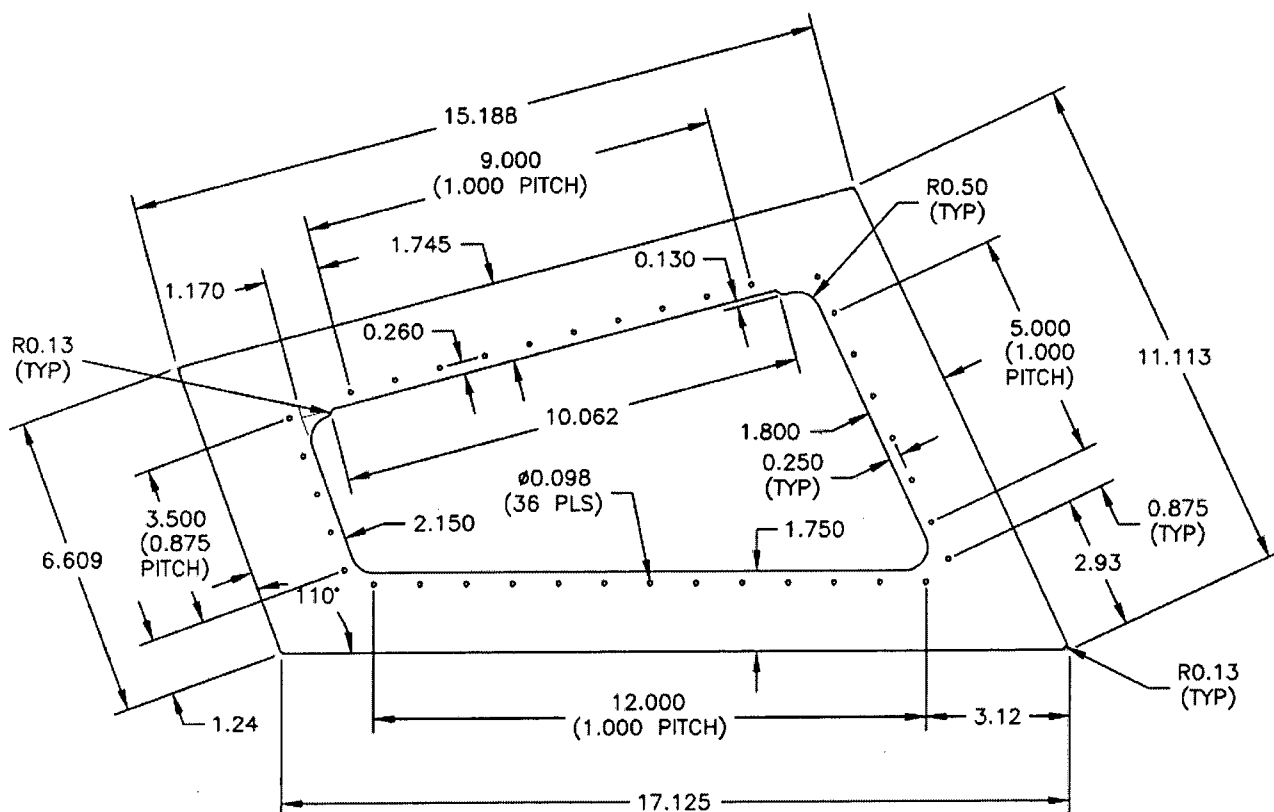 15.188
9.000
(1.000 PITCH)
R0.50
(TYP)
1.745
0.130
1.170
0.260
R0.13
(TYP)
5.000
(1.000
PITCH)
11.113
10.062
1.800
0.250
(TYP)
Ø0.098
(36 PLS)
3.500
(0.875
PITCH)
2.150
1.750
0.875
(TYP)
6.609
2.93
110°
R0.13
(TYP)
1.24
12.000
(1.000 PITCH)
3.12
17.125